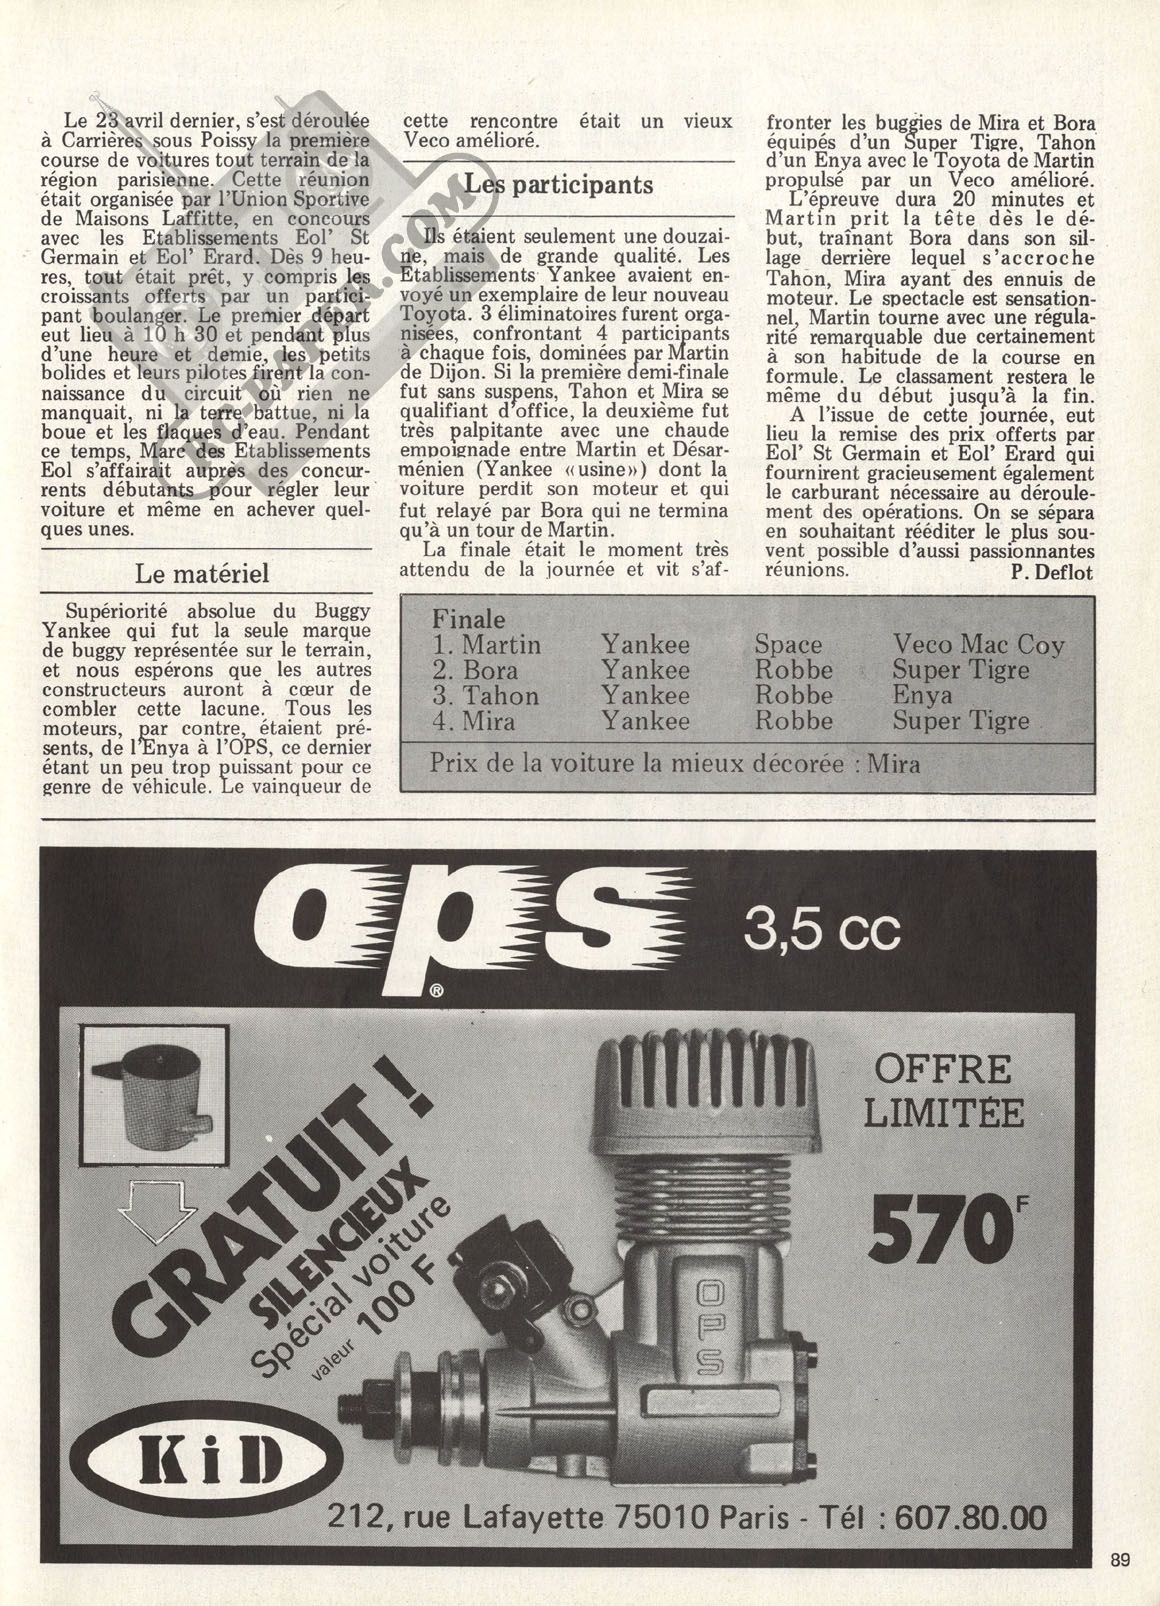 Le 23 avril dernier, s'est déroulée
à Carrières sous Poissy la première
course de voitures tout terrain de la
région parisienne. Cette réunion
était organisée par l'Union Sportive
de Maisons Laffitte, en concours
avec les Etablissements Eol' St
Germain et Eol' Erard. Dès 9 heu-
res, tout était prêt, y compris les
croissants offerts par un partici-
pant boulanger. Le premier départ
eut lieu à 10 h 30 et pendant plus
d'une heure et demie, les petits
bolides et leurs pilotes firent la con-
naissance du circuit où rien ne
manquait, ni la terre battue, ni la
boue et les flaques d'eau. Pendant
ce temps, Marc des Etablissements
Eol s'affairait auprès des concur-
rents débutants pour régler leur
voiture et même en achever quel-
ques unes.
Le matériel
Supériorité absolue du Buggy
Yankee qui fut la seule marque
de buggy représentée sur le terrain,
et nous espérons que les autres
constructeurs auront à cœur de
combler cette lacune. Tous les
moteurs, par contre, étaient pré-
sents, de l'Enya à l'OPS, ce dernier
étant un peu trop puissant pour ce
genre de véhicule. Le vainqueur de
cette rencontre était un vieux
Veco amélioré.
Les participants
Ils étaient seulement une douzai-
ne, mais de grande qualité. Les
Etablissements Yankee avaient en-
voyé un exemplaire de leur nouveau
Toyota. 3 éliminatoires furent orga-
nisées, confrontant 4 participants
à chaque fois, dominées par Martin
de Dijon. Si la première demi-finale
fut sans suspens, Tahon et Mira se
qualifiant d'office, la deuxième fut
très palpitante avec une chaude
empoignade entre Martin et Désar-
ménien (Yankee «usine») dont la
voiture perdit son moteur et qui
fut relayé par Bora qui ne termina
qu'à un tour de Martin.
La finale était le moment très
attendu de la journée et vit s'af-
fronter les buggies de Mira et Bora
équipés d'un Super Tigre, Tahon
d'un Enya avec le Toyota de Martin
propulsé par un Veco amélioré.
L'épreuve dura 20 minutes et
Martin prit la tête dès le dé-
but, traînant Bora dans son sil-
lage derrière lequel s'accroche
Tahon, Mira ayant des ennuis de
moteur. Le spectacle est sensation-
nel, Martin tourne avec une régula-
rité remarquable due certainement
à son habitude de la course en
formule. Le classament restera le
même du début jusqu'à la fin.
A l'issue de cette journée, eut
lieu la remise des prix offerts par
Eol' St Germain et Eol' Erard qui
fournirent gracieusement également
le carburant nécessaire au déroule-
ment des opérations. On se sépara
en souhaitant rééditer le plus sou-
vent possible d'aussi passionnantes
réunions. P. Deflot
Finale
1. Martin Yankee Space Veco Mac Coy
2. Bora Yankee Robbe Super Tigre
3. Tahon Yankee Robbe Enya
4. Mira Yankee Robbe Super Tigre
Prix de la voiture la mieux décorée : Mira
RC-PAPER.COM
ops ® 3,5 cc
GRATUIT !
SILENCIEUX
Spécial voiture
valeur 100 F
OFFRE
LIMITÉE
570 F
OPS
KiD
212, rue Lafayette 75010 Paris - Tél : 607.80.00
89